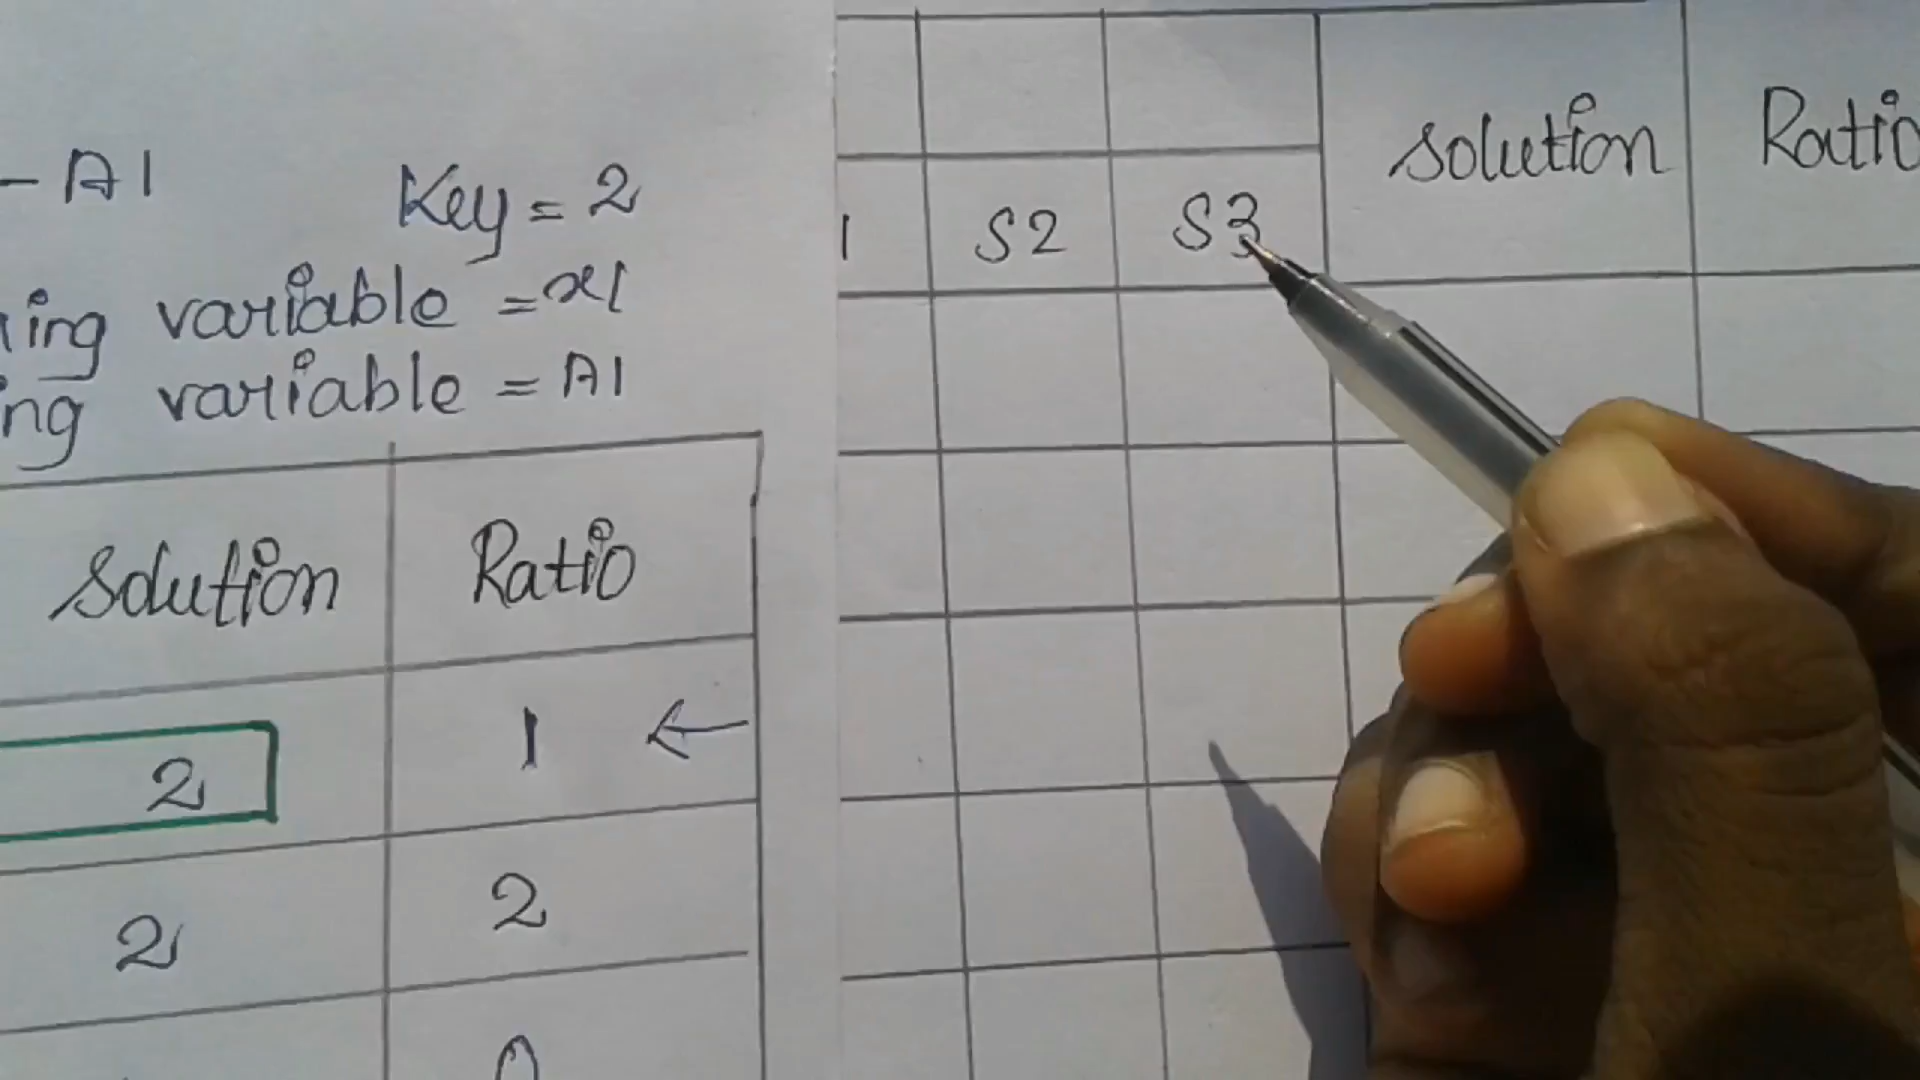 - A1
Key = 2
ing variable = x1
ng variable = A1
Solution Ratio
2 1 ←
2 2
Solution Ratio
1 S2 S3